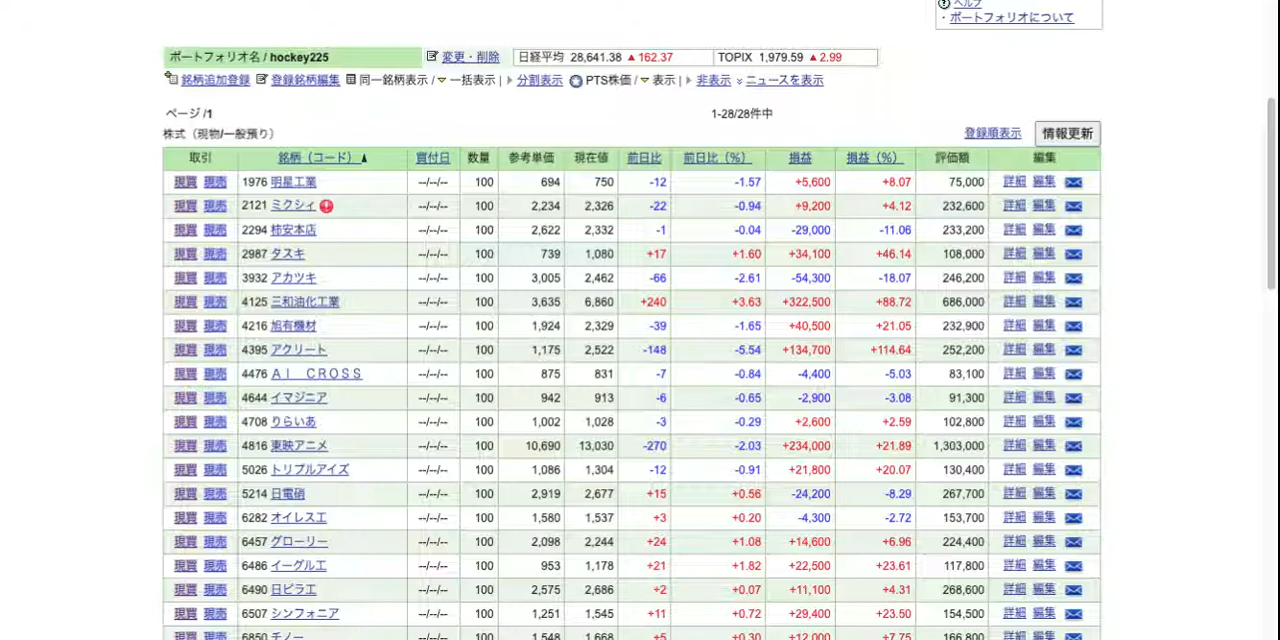 ヘルプ
・ポートフォリオについて
ポートフォリオ名 / hockey225 変更・削除 日経平均 28,641.38 ▲162.37 TOPIX 1,979.59 ▲2.99
銘柄追加登録 登録銘柄編集 同一銘柄表示 / 一括表示 | 分割表示 PTS株価 / 表示 | 非表示 ニュースを表示
ページ /1 1-28/28件中
株式（現物/一般預り） 登録順表示 情報更新
取引 銘柄（コード）▲ 買付日 数量 参考単価 現在値 前日比 前日比（%） 損益 損益（%） 評価額 編集
現買 現売 1976 明星工業 --/--/-- 100 694 750 -12 -1.57 +5,600 +8.07 75,000 詳細 編集
現買 現売 2121 ミクシィ --/--/-- 100 2,234 2,326 -22 -0.94 +9,200 +4.12 232,600 詳細 編集
現買 現売 2294 柿安本店 --/--/-- 100 2,622 2,332 -1 -0.04 -29,000 -11.06 233,200 詳細 編集
現買 現売 2987 タスキ --/--/-- 100 739 1,080 +17 +1.60 +34,100 +46.14 108,000 詳細 編集
現買 現売 3932 アカツキ --/--/-- 100 3,005 2,462 -66 -2.61 -54,300 -18.07 246,200 詳細 編集
現買 現売 4125 三和油化工業 --/--/-- 100 3,635 6,860 +240 +3.63 +322,500 +88.72 686,000 詳細 編集
現買 現売 4216 旭有機材 --/--/-- 100 1,924 2,329 -39 -1.65 +40,500 +21.05 232,900 詳細 編集
現買 現売 4395 アクリート --/--/-- 100 1,175 2,522 -148 -5.54 +134,700 +114.64 252,200 詳細 編集
現買 現売 4476 ＡＩ　ＣＲＯＳＳ --/--/-- 100 875 831 -7 -0.84 -4,400 -5.03 83,100 詳細 編集
現買 現売 4644 イマジニア --/--/-- 100 942 913 -6 -0.65 -2,900 -3.08 91,300 詳細 編集
現買 現売 4708 りらいあ --/--/-- 100 1,002 1,028 -3 -0.29 +2,600 +2.59 102,800 詳細 編集
現買 現売 4816 東映アニメ --/--/-- 100 10,690 13,030 -270 -2.03 +234,000 +21.89 1,303,000 詳細 編集
現買 現売 5026 トリプルアイズ --/--/-- 100 1,086 1,304 -12 -0.91 +21,800 +20.07 130,400 詳細 編集
現買 現売 5214 日電硝 --/--/-- 100 2,919 2,677 +15 +0.56 -24,200 -8.29 267,700 詳細 編集
現買 現売 6282 オイレス工 --/--/-- 100 1,580 1,537 +3 +0.20 -4,300 -2.72 153,700 詳細 編集
現買 現売 6457 グローリー --/--/-- 100 2,098 2,244 +24 +1.08 +14,600 +6.96 224,400 詳細 編集
現買 現売 6486 イーグル工 --/--/-- 100 953 1,178 +21 +1.82 +22,500 +23.61 117,800 詳細 編集
現買 現売 6490 日ピラ工 --/--/-- 100 2,575 2,686 +2 +0.07 +11,100 +4.31 268,600 詳細 編集
現買 現売 6507 シンフォニア --/--/-- 100 1,251 1,545 +11 +0.72 +29,400 +23.50 154,500 詳細 編集
現買 現売 6850 チノー --/--/-- 100 1,548 1,668 +5 +0.30 +12,000 +7.75 166,800 詳細 編集